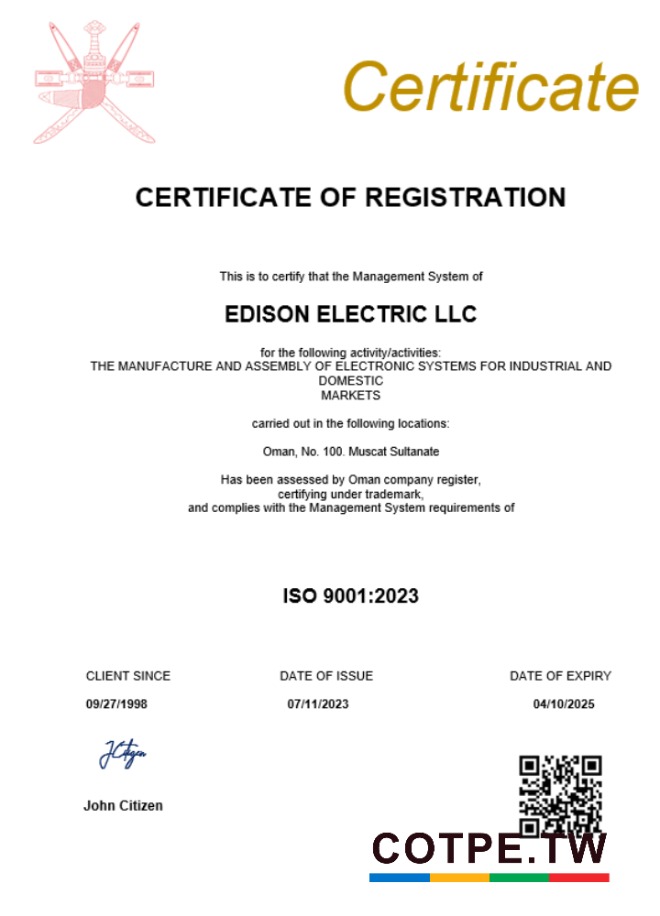 Certificate
CERTIFICATE OF REGISTRATION
This is to certify that the Management System of
EDISON ELECTRIC LLC
for the following activity/activities:
THE MANUFACTURE AND ASSEMBLY OF ELECTRONIC SYSTEMS FOR INDUSTRIAL AND
DOMESTIC
MARKETS
carried out in the following locations:
Oman, No. 100. Muscat Sultanate
Has been assessed by Oman company register,
certifying under trademark,
and complies with the Management System requirements of
ISO 9001:2023
CLIENT SINCE DATE OF ISSUE DATE OF EXPIRY
09/27/1998 07/11/2023 04/10/2025
JCitizen
John Citizen
COTPE.TW